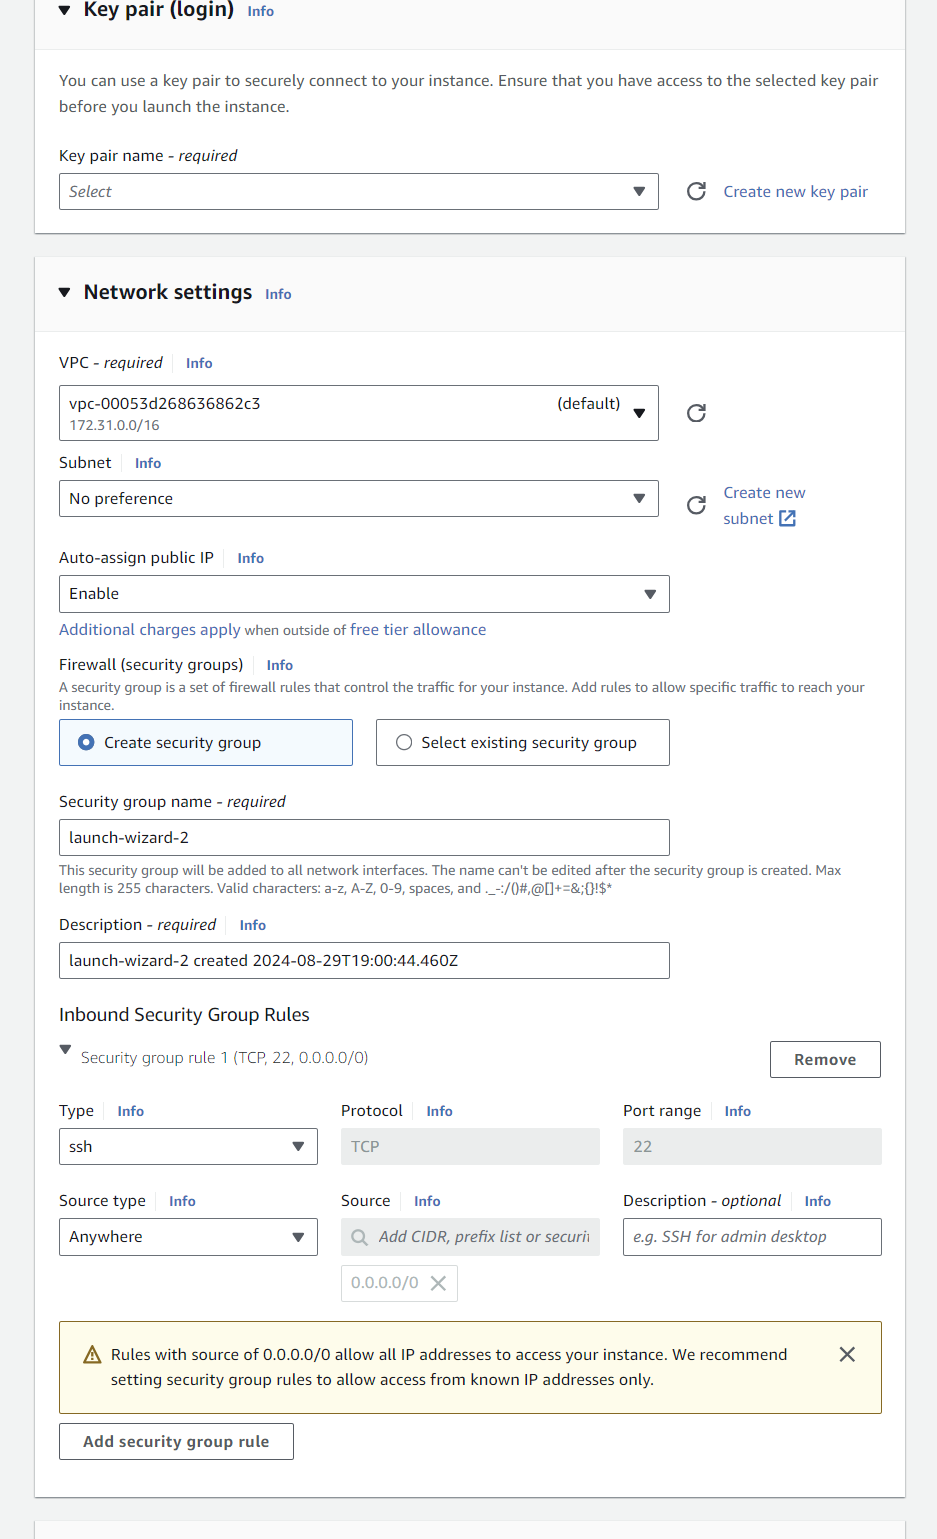 Key pair (login) Info
You can use a key pair to securely connect to your instance. Ensure that you have access to the selected key pair
before you launch the instance.
Key pair name - required
Select
Create new key pair
Network settings Info
VPC - required Info
vpc-00053d268636862c3 (default)
172.31.0.0/16
Subnet Info
No preference
Create new
subnet
Auto-assign public IP Info
Enable
Additional charges apply when outside of free tier allowance
Firewall (security groups) Info
A security group is a set of firewall rules that control the traffic for your instance. Add rules to allow specific traffic to reach your
instance.
Create security group Select existing security group
Security group name - required
launch-wizard-2
This security group will be added to all network interfaces. The name can't be edited after the security group is created. Max
length is 255 characters. Valid characters: a-z, A-Z, 0-9, spaces, and ._-:/()#,@[]+=&;{}!$*
Description - required Info
launch-wizard-2 created 2024-08-29T19:00:44.460Z
Inbound Security Group Rules
Security group rule 1 (TCP, 22, 0.0.0.0/0) Remove
Type Info Protocol Info Port range Info
ssh TCP 22
Source type Info Source Info Description - optional Info
Anywhere Add CIDR, prefix list or securit e.g. SSH for admin desktop
0.0.0.0/0
Rules with source of 0.0.0.0/0 allow all IP addresses to access your instance. We recommend
setting security group rules to allow access from known IP addresses only.
Add security group rule